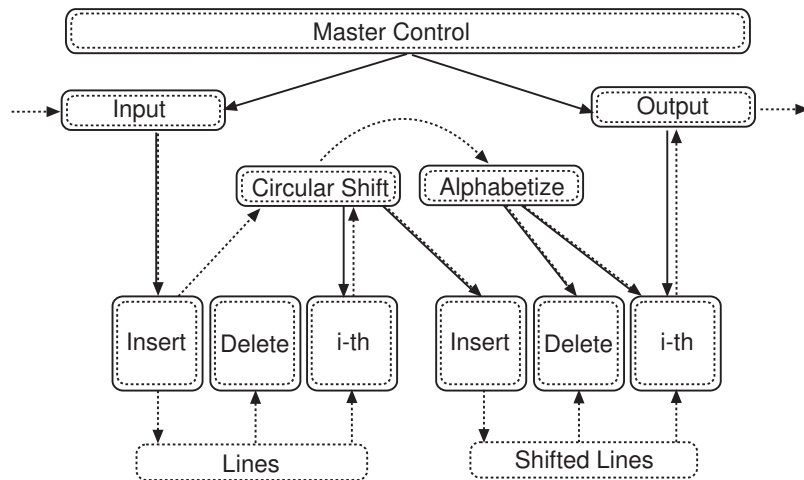 Master Control
Input
Output
Circular Shift
Alphabetize
Insert
Delete
i-th
Insert
Delete
i-th
Lines
Shifted Lines